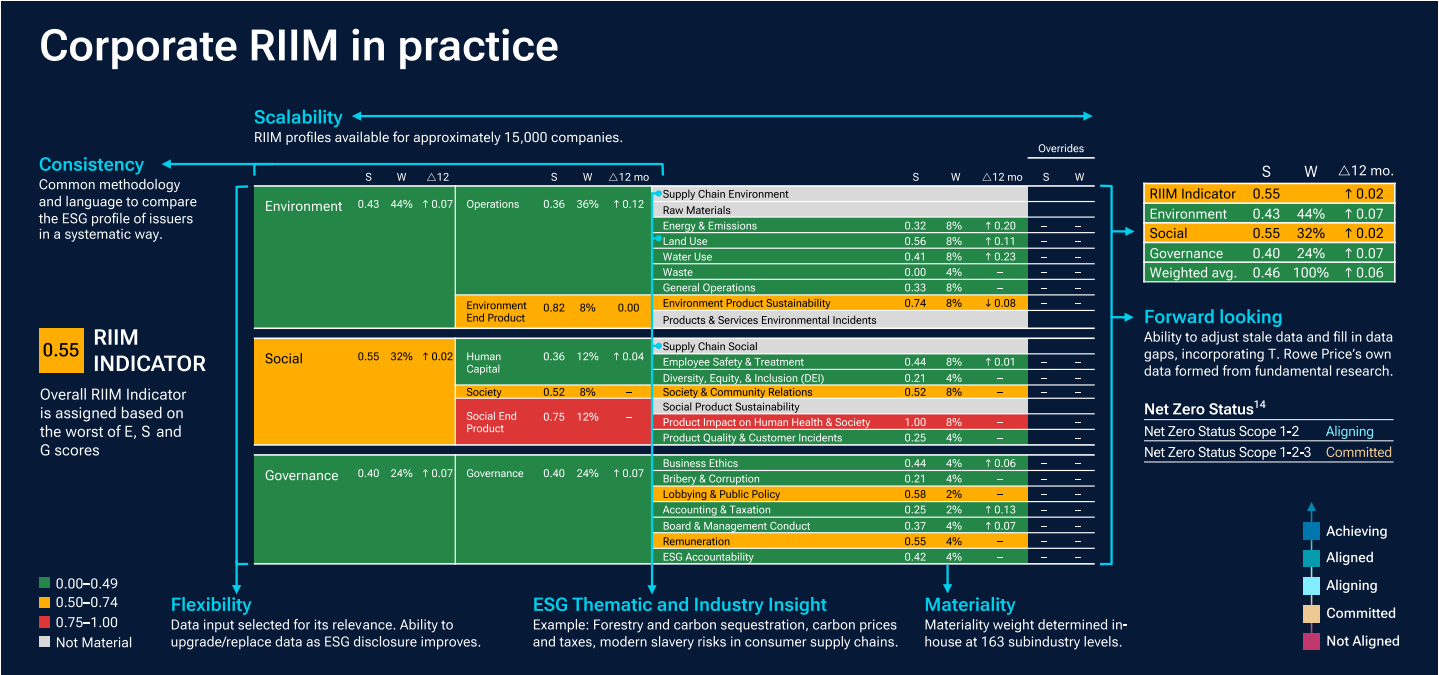 Corporate RIIM in practice
Scalability
RIIM profiles available for approximately 15,000 companies.
Consistency
Common methodology
and language to compare
the ESG profile of issuers
in a systematic way.
0.55 RIIM
INDICATOR
Overall RIIM Indicator
is assigned based on
the worst of E, S and
G scores
Overrides
S W △12 S W △12 mo S W △12 mo S W
Environment 0.43 44% ↑ 0.07 Operations 0.36 36% ↑ 0.12
Supply Chain Environment
Raw Materials
Energy & Emissions 0.32 8% ↑ 0.20 – –
Land Use 0.56 8% ↑ 0.11 – –
Water Use 0.41 8% ↑ 0.23 – –
Waste 0.00 4% – – –
General Operations 0.33 8% – –
Environment
End Product 0.82 8% 0.00
Environment Product Sustainability 0.74 8% ↓ 0.08 – –
Products & Services Environmental Incidents
Social 0.55 32% ↑ 0.02 Human
Capital 0.36 12% ↑ 0.04
Supply Chain Social
Employee Safety & Treatment 0.44 8% ↑ 0.01 – –
Diversity, Equity, & Inclusion (DEI) 0.21 4% – – –
Society 0.52 8% – Society & Community Relations 0.52 8% – – –
Social End
Product 0.75 12% –
Social Product Sustainability
Product Impact on Human Health & Society 1.00 8% – – –
Product Quality & Customer Incidents 0.25 4% – – –
Governance 0.40 24% ↑ 0.07 Governance 0.40 24% ↑ 0.07
Business Ethics 0.44 4% ↑ 0.06 – –
Bribery & Corruption 0.21 4% – – –
Lobbying & Public Policy 0.58 2% – – –
Accounting & Taxation 0.25 2% ↑ 0.13 – –
Board & Management Conduct 0.37 4% ↑ 0.07 – –
Remuneration 0.55 4% – – –
ESG Accountability 0.42 4% – – –
S W △12 mo.
RIIM Indicator 0.55 ↑ 0.02
Environment 0.43 44% ↑ 0.07
Social 0.55 32% ↑ 0.02
Governance 0.40 24% ↑ 0.07
Weighted avg. 0.46 100% ↑ 0.06
Forward looking
Ability to adjust stale data and fill in data
gaps, incorporating T. Rowe Price’s own
data formed from fundamental research.
Net Zero Status14
Net Zero Status Scope 1-2 Aligning
Net Zero Status Scope 1-2-3 Committed
Achieving
Aligned
Aligning
Committed
Not Aligned
0.00–0.49
0.50–0.74
0.75–1.00
Not Material
Flexibility
Data input selected for its relevance. Ability to
upgrade/replace data as ESG disclosure improves.
ESG Thematic and Industry Insight
Example: Forestry and carbon sequestration, carbon prices
and taxes, modern slavery risks in consumer supply chains.
Materiality
Materiality weight determined in-
house at 163 subindustry levels.